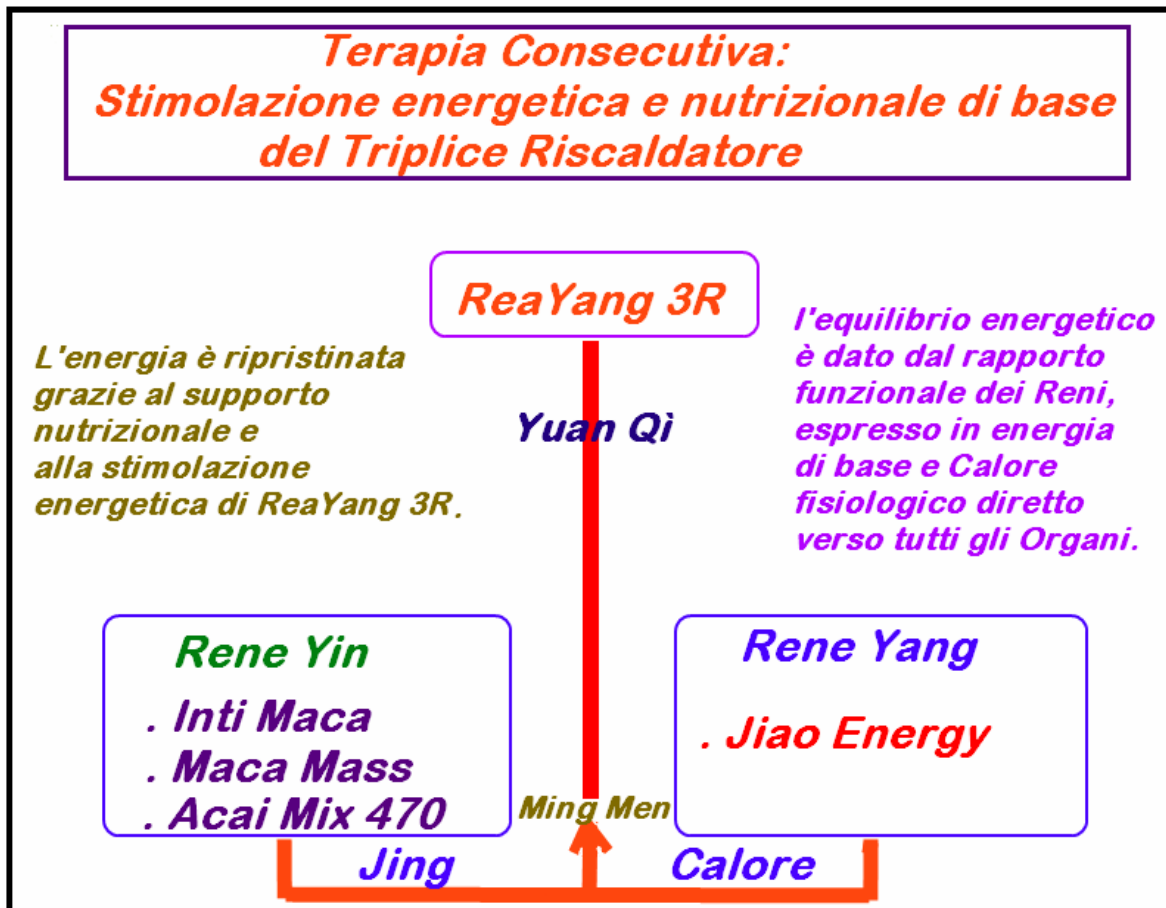 Terapia Consecutiva:
Stimolazione energetica e nutrizionale di base
del Triplice Riscaldatore
ReaYang 3R
L'energia è ripristinata
grazie al supporto
nutrizionale e
alla stimolazione
energetica di ReaYang 3R.
Yuan Qì
l'equilibrio energetico
è dato dal rapporto
funzionale dei Reni,
espresso in energia
di base e Calore
fisiologico diretto
verso tutti gli Organi.
Rene Yin
. Inti Maca
. Maca Mass
. Acai Mix 470
Rene Yang
. Jiao Energy
Ming Men
Jing
Calore